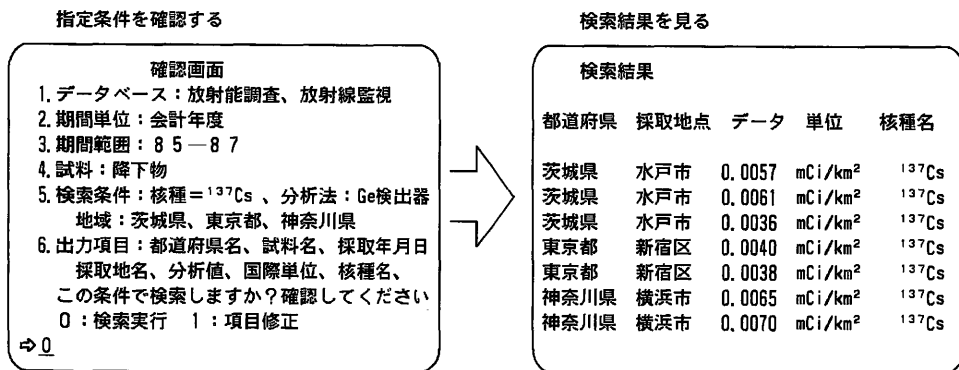 指定条件を確認する
確認画面
1.データベース：放射能調査、放射線監視
2.期間単位：会計年度
3.期間範囲：８５―８７
4.試料：降下物
5.検索条件：核種＝¹³⁷Cs、分析法：Ge検出器
地域：茨城県、東京都、神奈川県
6.出力項目：都道府県名、試料名、採取年月日
採取地名、分析値、国際単位、核種名、
この条件で検索しますか？確認してください
０：検索実行　１：項目修正
⇨0
検索結果を見る
検索結果
都道府県　採取地点　データ　単位　核種名
茨城県　水戸市　0.0057　mCi/km²　¹³⁷Cs
茨城県　水戸市　0.0061　mCi/km²　¹³⁷Cs
茨城県　水戸市　0.0036　mCi/km²　¹³⁷Cs
東京都　新宿区　0.0040　mCi/km²　¹³⁷Cs
東京都　新宿区　0.0038　mCi/km²　¹³⁷Cs
神奈川県　横浜市　0.0065　mCi/km²　¹³⁷Cs
神奈川県　横浜市　0.0070　mCi/km²　¹³⁷Cs